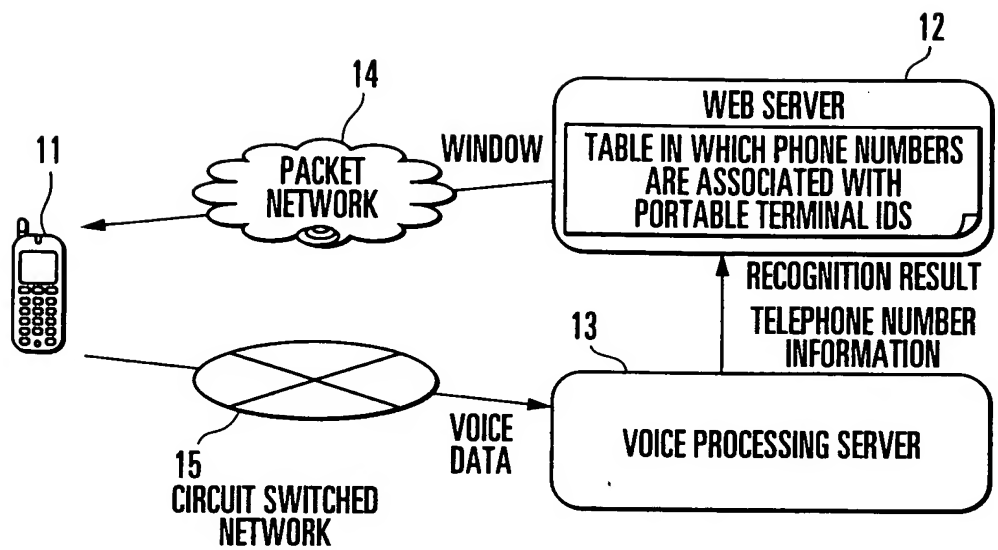 12
14
WEB SERVER
11
WINDOW
PACKET
NETWORK
TABLE IN WHICH PHONE NUMBERS
ARE ASSOCIATED WITH
PORTABLE TERMINAL IDS
RECOGNITION RESULT
13
TELEPHONE NUMBER
INFORMATION
VOICE
DATA
VOICE PROCESSING SERVER
15
CIRCUIT SWITCHED
NETWORK